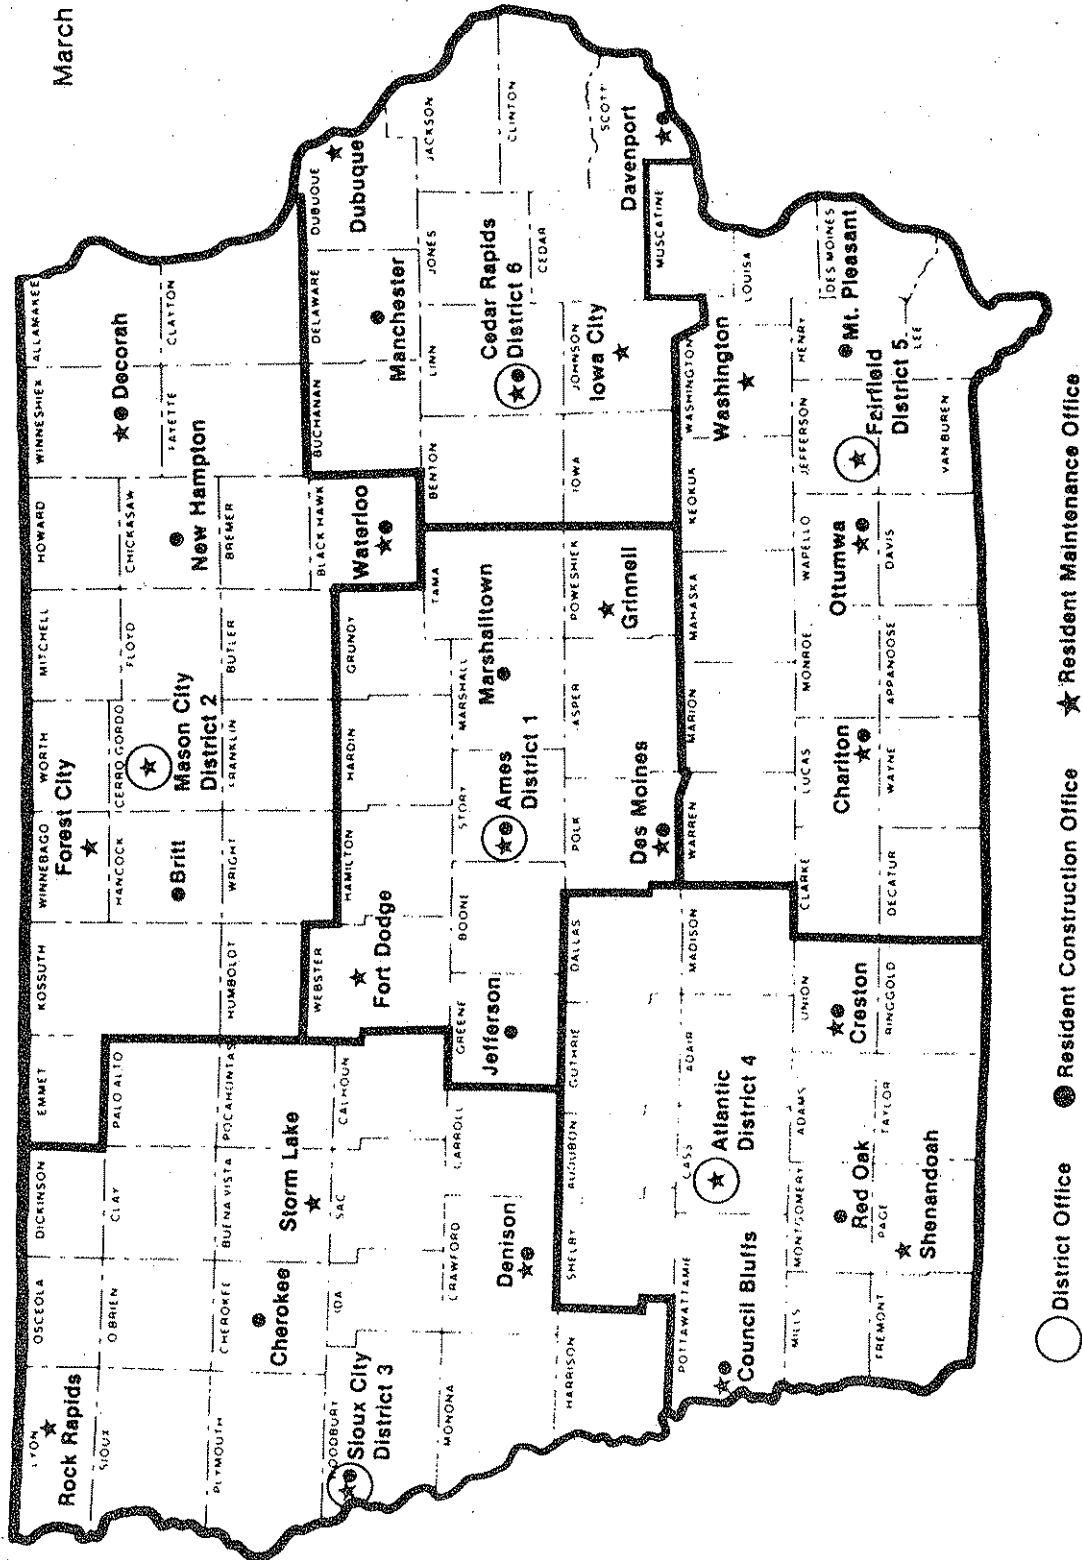 March
LYON
OSCEOLA
DICKINSON
EMMET
KOSSUTH
WINNEBAGO
WORTH
MITCHELL
HOWARD
WINNESHIEK
ALLAMAKEE
Rock Rapids
Forest City
Decorah
SIOUX
O BRIEN
CLAY
PALO ALTO
HANCOCK
CERRO GORDO
FLOYD
CHICKASAW
FAYETTE
CLAYTON
Britt
Mason City
District 2
New Hampton
PLYMOUTH
CHEROKEE
BUENA VISTA
POCAHONTAS
HUMBOLDT
WRIGHT
FRANKLIN
BUTLER
BREMER
Cherokee
Storm Lake
WOODBURY
IDA
SAC
CALHOUN
WEBSTER
HAMILTON
HARDIN
GRUNDY
BLACK HAWK
BUCHANAN
DELAWARE
DUBUQUE
Sioux City
District 3
Fort Dodge
Waterloo
Manchester
Dubuque
MONONA
CRAWFORD
CARROLL
GREENE
BOONE
STORY
MARSHALL
TAMA
BENTON
LINN
JONES
JACKSON
Denison
Jefferson
Ames
District 1
Marshalltown
Cedar Rapids
District 6
CLINTON
CEDAR
HARRISON
SHELBY
AUDUBON
GUTHRIE
DALLAS
POLK
JASPER
POWESHIEK
IOWA
JOHNSON
SCOTT
Des Moines
Grinnell
Iowa City
Davenport
MUSCATINE
POTTAWATTAMIE
CASS
ADAIR
MADISON
WARREN
MARION
MAHASKA
KEOKUK
WASHINGTON
LOUISA
Council Bluffs
Atlantic
District 4
Washington
MILLS
MONTGOMERY
ADAMS
UNION
CLARKE
LUCAS
MONROE
WAPELLO
JEFFERSON
HENRY
DES MOINES
Red Oak
Creston
Chariton
Ottumwa
Fairfield
District 5
Mt. Pleasant
FREMONT
PAGE
TAYLOR
RINGGOLD
DECATUR
WAYNE
APPANOOSE
DAVIS
VAN BUREN
LEE
Shenandoah
District Office
Resident Construction Office
Resident Maintenance Office